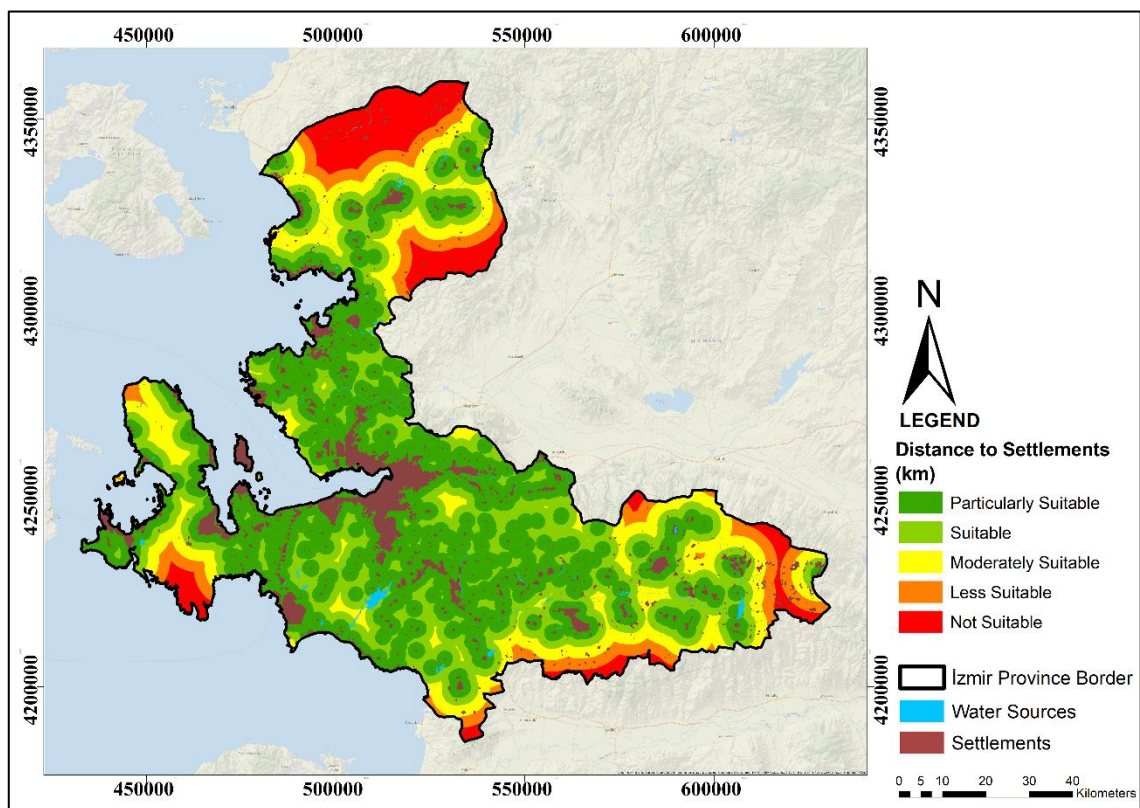 450000 500000 550000 600000
4350000 4350000
4300000 4300000
4250000 4250000
4200000 4200000
450000 500000 550000 600000
N
LEGEND
Distance to Settlements
(km)
Particularly Suitable
Suitable
Moderately Suitable
Less Suitable
Not Suitable
İzmir Province Border
Water Sources
Settlements
0 5 10 20 30 40
Kilometers